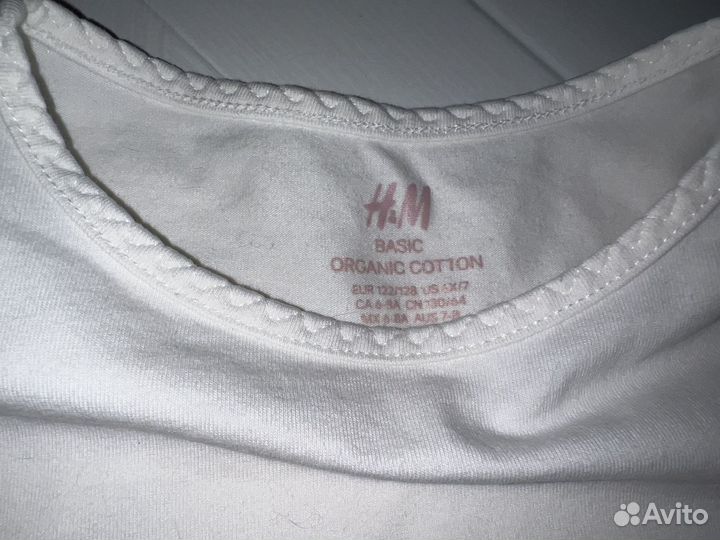 H&M
BASIC
ORGANIC COTTON
EUR 122/128 US 6X/7
CA 6-8A CN 130/64
MX 6-8A AUS 7-8
Avito